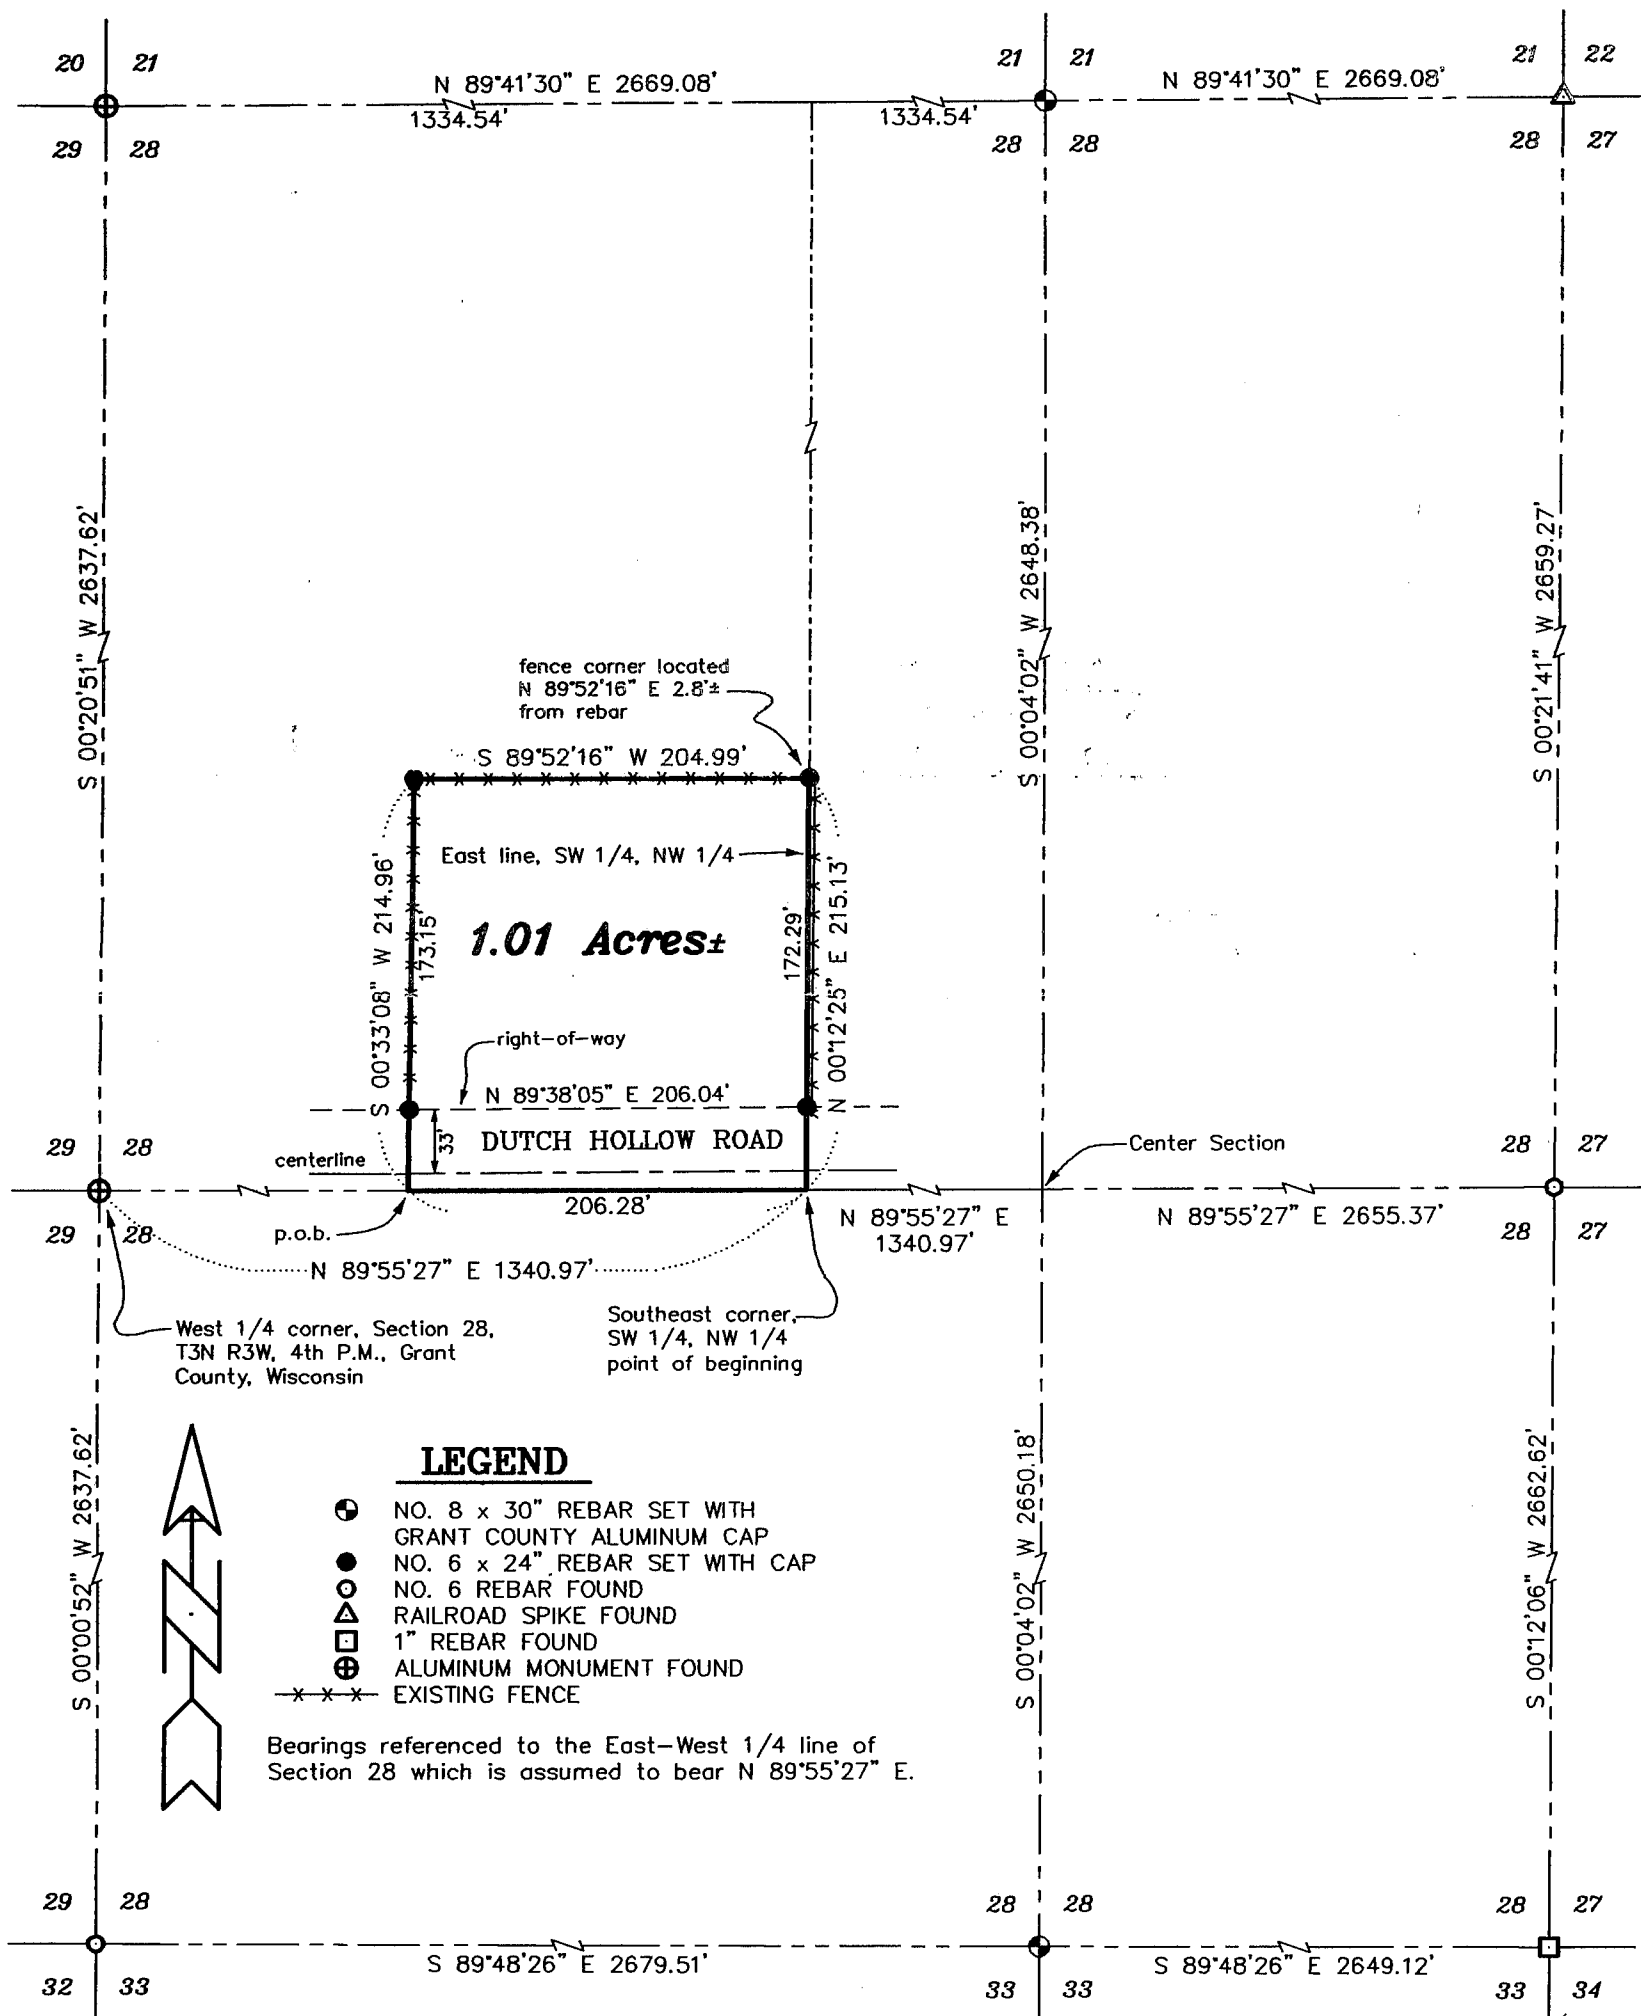 20 21
21 21
21 22
N 89°41'30" E 2669.08'
N 89°41'30" E 2669.08'
1334.54'
1334.54'
29 28
28 28
28 27
S 00°20'51" W 2637.62'
S 00°04'02" W 2648.38'
S 00°21'41" W 2659.27'
fence corner located
N 89°52'16" E 2.8'±
from rebar
S 89°52'16" W 204.99'
East line, SW 1/4, NW 1/4
S 00°33'08" W 214.96'
173.15'
1.01 Acres±
172.29'
N 00°12'25" E 215.13'
right-of-way
N 89°38'05" E 206.04'
33'
DUTCH HOLLOW ROAD
centerline
29 28
Center Section
28 27
206.28'
p.o.b.
29 28
N 89°55'27" E
1340.97'
N 89°55'27" E 2655.37'
28 27
N 89°55'27" E 1340.97'
West 1/4 corner, Section 28,
T3N R3W, 4th P.M., Grant
County, Wisconsin
Southeast corner,
SW 1/4, NW 1/4
point of beginning
S 00°00'52" W 2637.62'
S 00°04'02" W 2650.18'
S 00°12'06" W 2662.62'
N
LEGEND
NO. 8 x 30" REBAR SET WITH
GRANT COUNTY ALUMINUM CAP
NO. 6 x 24" REBAR SET WITH CAP
NO. 6 REBAR FOUND
RAILROAD SPIKE FOUND
1" REBAR FOUND
ALUMINUM MONUMENT FOUND
EXISTING FENCE
Bearings referenced to the East-West 1/4 line of
Section 28 which is assumed to bear N 89°55'27" E.
29 28
28 28
28 27
S 89°48'26" E 2679.51'
S 89°48'26" E 2649.12'
32 33
33 33
33 34